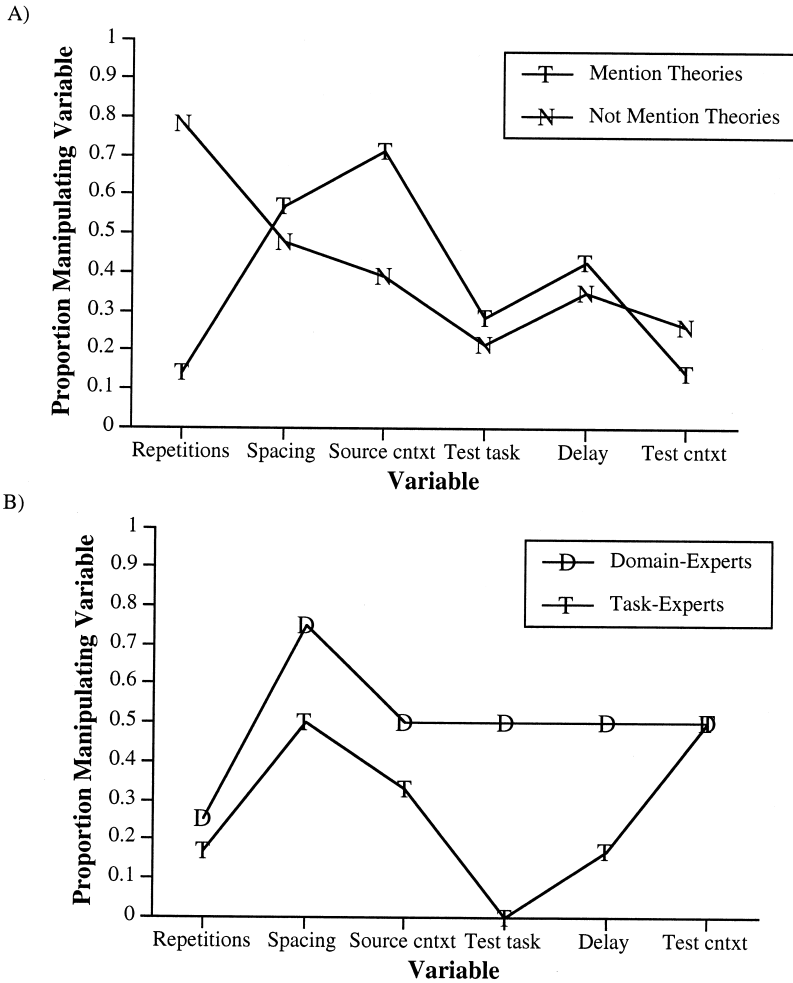 A)
Proportion Manipulating Variable
1
0.9
0.8
0.7
0.6
0.5
0.4
0.3
0.2
0.1
0
T Mention Theories
N Not Mention Theories
N
T
T
N
T
N
T
N
T
N
N
T
Repetitions Spacing Source cntxt Test task Delay Test cntxt
Variable
B)
Proportion Manipulating Variable
1
0.9
0.8
0.7
0.6
0.5
0.4
0.3
0.2
0.1
0
D Domain-Experts
T Task-Experts
D
T
D
T
D
T
D
T
D
T
D
T
Repetitions Spacing Source cntxt Test task Delay Test cntxt
Variable